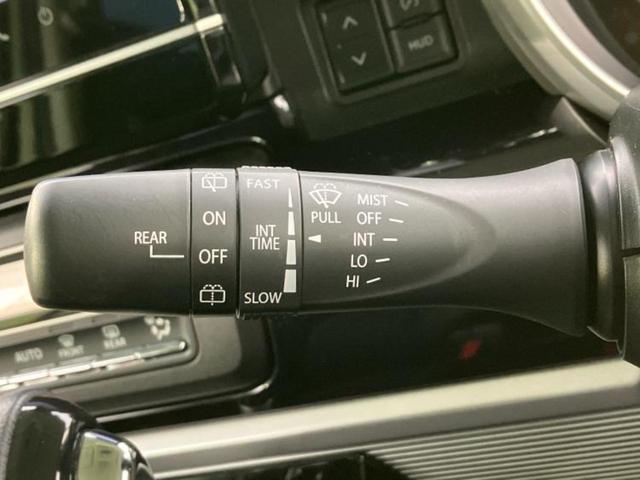 HUD
FAST
INT
TIME
SLOW
REAR
ON
OFF
PULL
MIST
OFF
INT
LO
HI
AUTO
FRONT
REAR